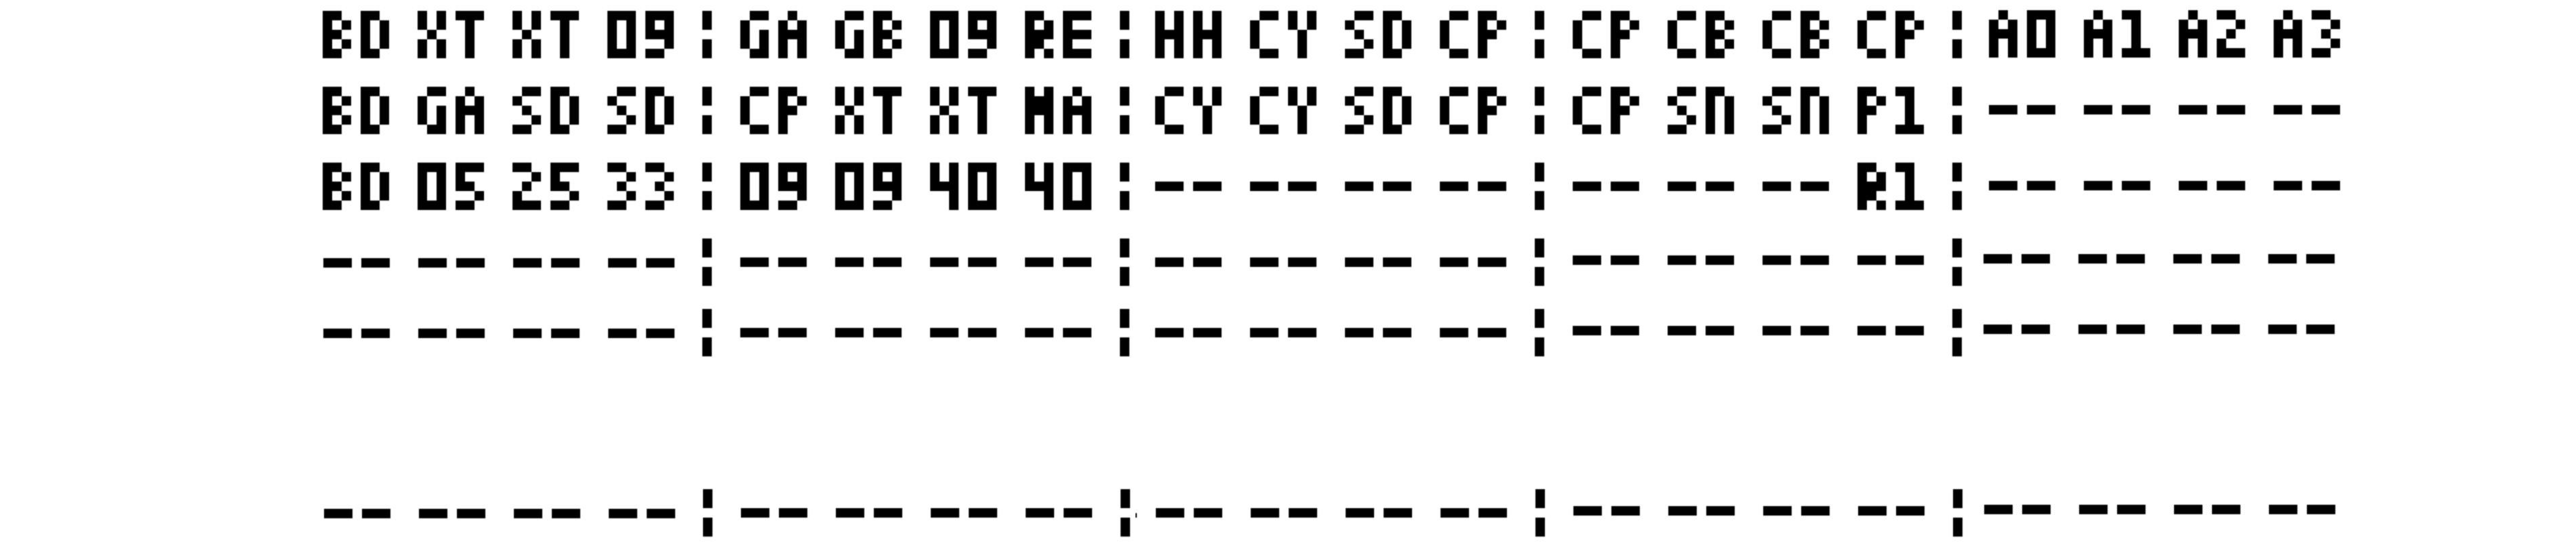 BD XT XT 09 ¦ GA GB 09 RE ¦ HH CY SD CP ¦ CP CB CB CP ¦ A0 A1 A2 A3
BD GA SD SD ¦ CP XT XT MA ¦ CY CY SD CP ¦ CP SN SN P1 ¦ -- -- -- --
BD 05 25 33 ¦ 09 09 40 40 ¦ -- -- -- -- ¦ -- -- -- R1 ¦ -- -- -- --
-- -- -- -- ¦ -- -- -- -- ¦ -- -- -- -- ¦ -- -- -- -- ¦ -- -- -- --
-- -- -- -- ¦ -- -- -- -- ¦ -- -- -- -- ¦ -- -- -- -- ¦ -- -- -- --
-- -- -- -- ¦ -- -- -- -- ¦ -- -- -- -- ¦ -- -- -- -- ¦ -- -- -- --